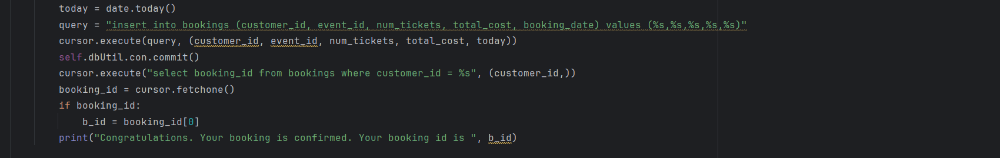 today = date.today()
query = "insert into bookings (customer_id, event_id, num_tickets, total_cost, booking_date) values (%s,%s,%s,%s,%s)"
cursor.execute(query, (customer_id, event_id, num_tickets, total_cost, today))
self.dbUtil.con.commit()
cursor.execute("select booking_id from bookings where customer_id = %s", (customer_id,))
booking_id = cursor.fetchone()
if booking_id:
    b_id = booking_id[0]
print("Congratulations. Your booking is confirmed. Your booking id is ", b_id)